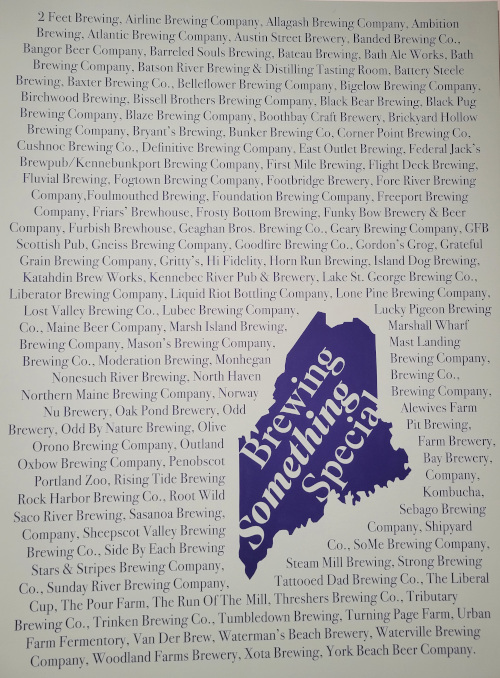 2 Feet Brewing, Airline Brewing Company, Allagash Brewing Company, Ambition
Brewing, Atlantic Brewing Company, Austin Street Brewery, Banded Brewing Co.,
Bangor Beer Company, Barreled Souls Brewing, Bateau Brewing, Bath Ale Works, Bath
Brewing Company, Batson River Brewing & Distilling Tasting Room, Battery Steele
Brewing, Baxter Brewing Co., Belleflower Brewing Company, Bigelow Brewing Company,
Birchwood Brewing, Bissell Brothers Brewing Company, Black Bear Brewing, Black Pug
Brewing Company, Blaze Brewing Company, Boothbay Craft Brewery, Brickyard Hollow
Brewing Company, Bryant's Brewing, Bunker Brewing Co, Corner Point Brewing Co,
Cushnoc Brewing Co., Definitive Brewing Company, East Outlet Brewing, Federal Jack's
Brewpub/Kennebunkport Brewing Company, First Mile Brewing, Flight Deck Brewing,
Fluvial Brewing, Fogtown Brewing Company, Footbridge Brewery, Fore River Brewing
Company,Foulmouthed Brewing, Foundation Brewing Company, Freeport Brewing
Company, Friars' Brewhouse, Frosty Bottom Brewing, Funky Bow Brewery & Beer
Company, Furbish Brewhouse, Geaghan Bros. Brewing Co., Geary Brewing Company, GFB
Scottish Pub, Gneiss Brewing Company, Goodfire Brewing Co., Gordon's Grog, Grateful
Grain Brewing Company, Gritty's, Hi Fidelity, Horn Run Brewing, Island Dog Brewing,
Katahdin Brew Works, Kennebec River Pub & Brewery, Lake St. George Brewing Co.,
Liberator Brewing Company, Liquid Riot Bottling Company, Lone Pine Brewing Company,
Lost Valley Brewing Co., Lubec Brewing Company, Lucky Pigeon Brewing
Co., Maine Beer Company, Marsh Island Brewing, Marshall Wharf
Brewing Company, Mason's Brewing Company, Mast Landing
Brewing Co., Moderation Brewing, Monhegan Brewing Company,
Nonesuch River Brewing, North Haven Brewing Co.,
Northern Maine Brewing Company, Norway Brewing Company,
Nu Brewery, Oak Pond Brewery, Odd Alewives Farm
Brewery, Odd By Nature Brewing, Olive Pit Brewing,
Orono Brewing Company, Outland Farm Brewery,
Oxbow Brewing Company, Penobscot Bay Brewery,
Portland Zoo, Rising Tide Brewing Company,
Rock Harbor Brewing Co., Root Wild Kombucha,
Saco River Brewing, Sasanoa Brewing, Sebago Brewing
Company, Sheepscot Valley Brewing Company, Shipyard
Brewing Co., Side By Each Brewing Co., SoMe Brewing Company,
Stars & Stripes Brewing Company, Steam Mill Brewing, Strong Brewing
Co., Sunday River Brewing Company, Tattooed Dad Brewing Co., The Liberal
Cup, The Pour Farm, The Run Of The Mill, Threshers Brewing Co., Tributary
Brewing Co., Trinken Brewing Co., Tumbledown Brewing, Turning Page Farm, Urban
Farm Fermentory, Van Der Brew, Waterman's Beach Brewery, Waterville Brewing
Company, Woodland Farms Brewery, Xota Brewing, York Beach Beer Company.
Brewing
Something
Special